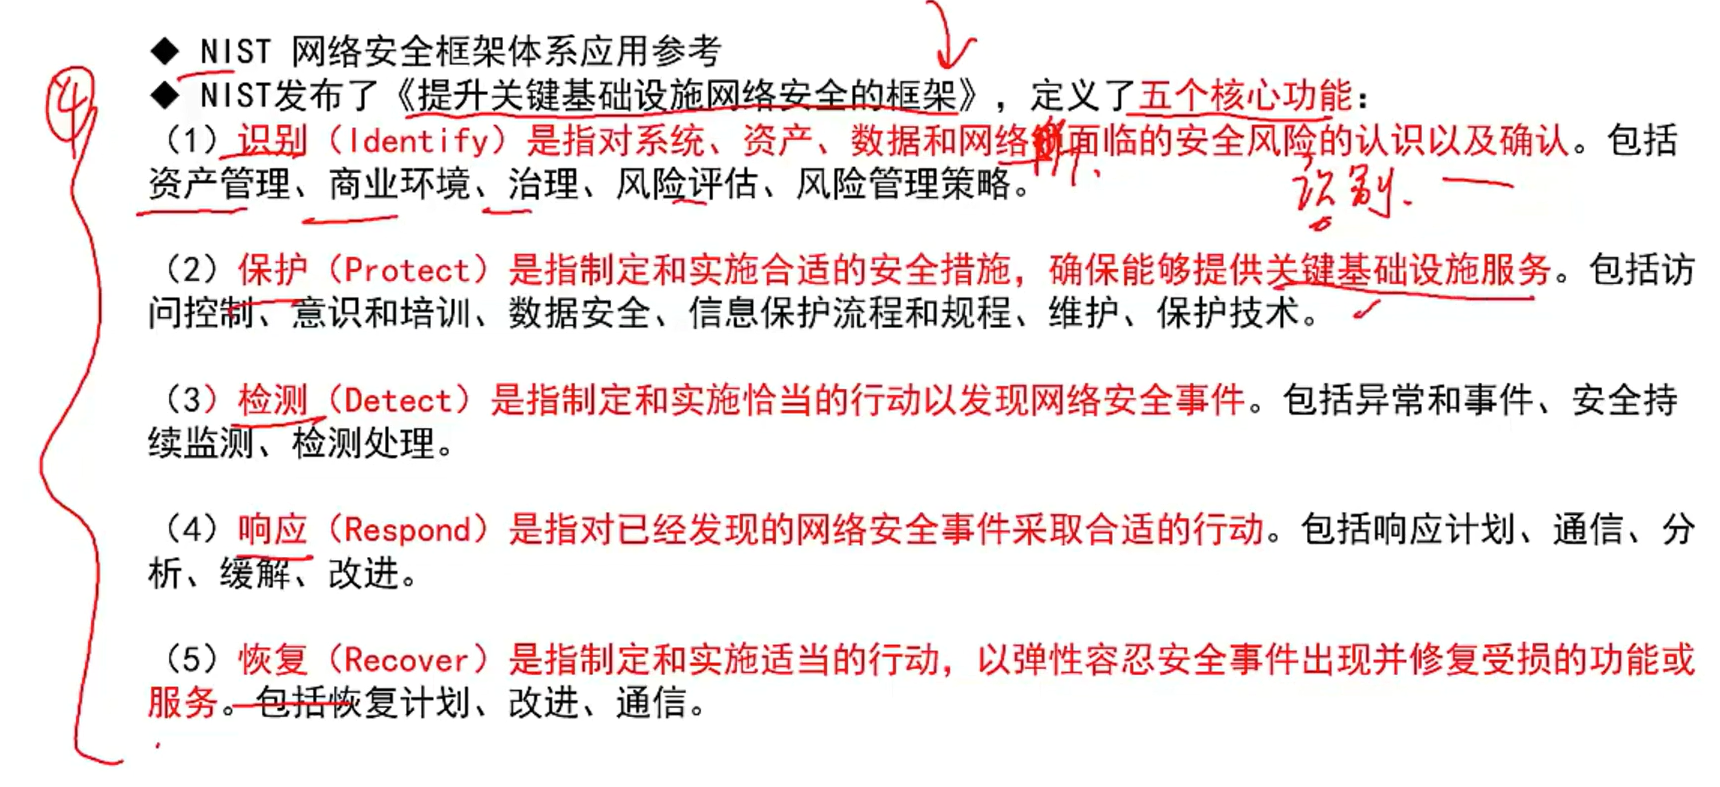 ◆ NIST 网络安全框架体系应用参考
④
◆ NIST发布了《提升关键基础设施网络安全的框架》，定义了五个核心功能：
（1）识别（Identify）是指对系统、资产、数据和网络所面临的安全风险的认识以及确认。包括
资产管理、商业环境、治理、风险评估、风险管理策略。
识别.
（2）保护（Protect）是指制定和实施合适的安全措施，确保能够提供关键基础设施服务。包括访
问控制、意识和培训、数据安全、信息保护流程和规程、维护、保护技术。
（3）检测（Detect）是指制定和实施恰当的行动以发现网络安全事件。包括异常和事件、安全持
续监测、检测处理。
（4）响应（Respond）是指对已经发现的网络安全事件采取合适的行动。包括响应计划、通信、分
析、缓解、改进。
（5）恢复（Recover）是指制定和实施适当的行动，以弹性容忍安全事件出现并修复受损的功能或
服务。包括恢复计划、改进、通信。